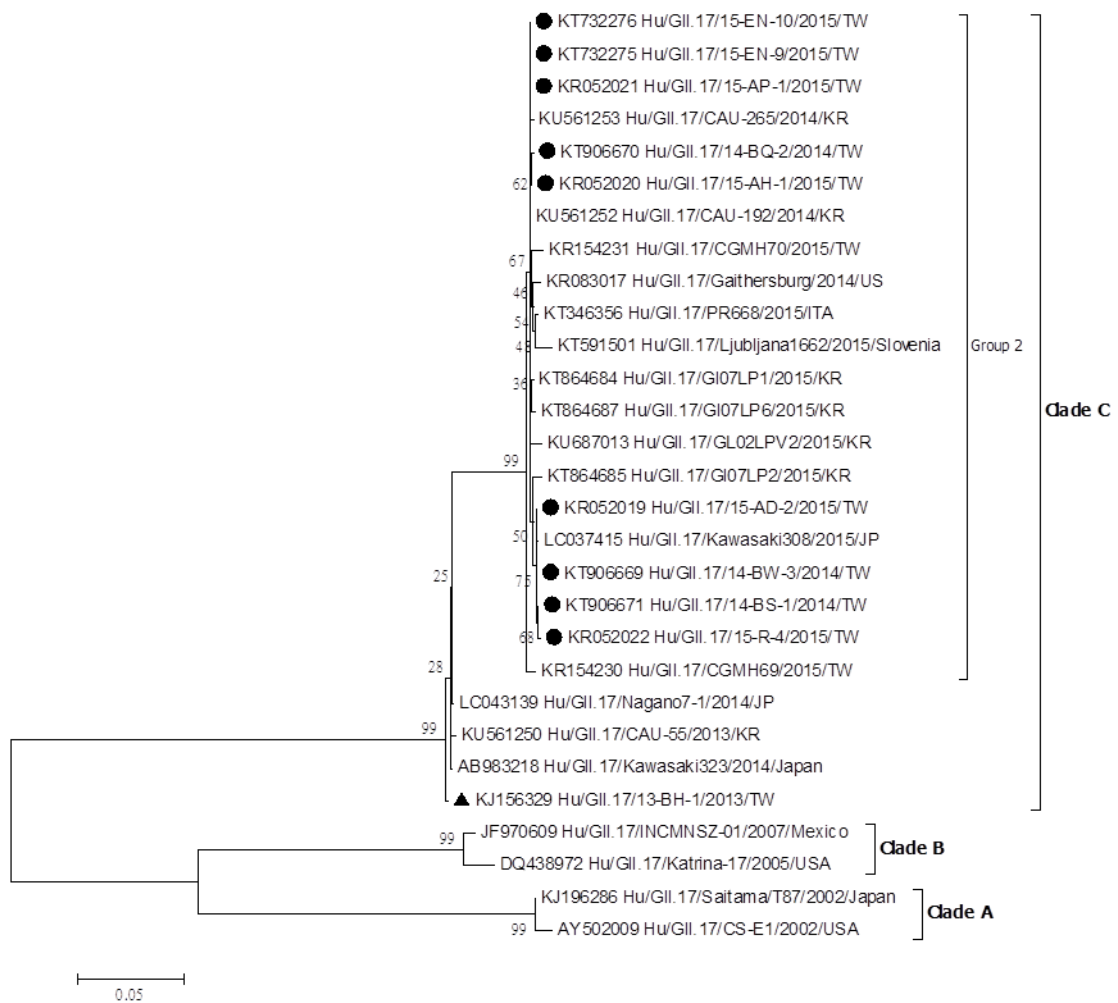 KT732276 Hu/GII.17/15-EN-10/2015/TW
KT732275 Hu/GII.17/15-EN-9/2015/TW
KR052021 Hu/GII.17/15-AP-1/2015/TW
KU561253 Hu/GII.17/CAU-265/2014/KR
KT906670 Hu/GII.17/14-BQ-2/2014/TW
62
KR052020 Hu/GII.17/15-AH-1/2015/TW
KU561252 Hu/GII.17/CAU-192/2014/KR
KR154231 Hu/GII.17/CGMH70/2015/TW
67
KR083017 Hu/GII.17/Gaithersburg/2014/US
46
KT346356 Hu/GII.17/PR668/2015/ITA
54
KT591501 Hu/GII.17/Ljubljana1662/2015/Slovenia
Group 2
KT864684 Hu/GII.17/GI07LP1/2015/KR
36
KT864687 Hu/GII.17/GI07LP6/2015/KR
Clade C
KU687013 Hu/GII.17/GL02LPV2/2015/KR
99
KT864685 Hu/GII.17/GI07LP2/2015/KR
KR052019 Hu/GII.17/15-AD-2/2015/TW
50
LC037415 Hu/GII.17/Kawasaki308/2015/JP
25
KT906669 Hu/GII.17/14-BW-3/2014/TW
75
KT906671 Hu/GII.17/14-BS-1/2014/TW
68
KR052022 Hu/GII.17/15-R-4/2015/TW
28
KR154230 Hu/GII.17/CGMH69/2015/TW
LC043139 Hu/GII.17/Nagano7-1/2014/JP
99
KU561250 Hu/GII.17/CAU-55/2013/KR
AB983218 Hu/GII.17/Kawasaki323/2014/Japan
KJ156329 Hu/GII.17/13-BH-1/2013/TW
99
JF970609 Hu/GII.17/INCMNSZ-01/2007/Mexico
Clade B
DQ438972 Hu/GII.17/Katrina-17/2005/USA
KJ196286 Hu/GII.17/Saitama/T87/2002/Japan
Clade A
99
AY502009 Hu/GII.17/CS-E1/2002/USA
0.05